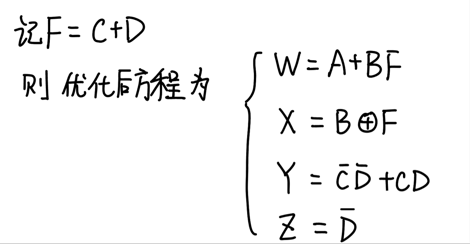 记F = C+D
则 优化后方程为
W = A+BF
X = B⊕F
Y = C̄D̄+CD
Z = D̄